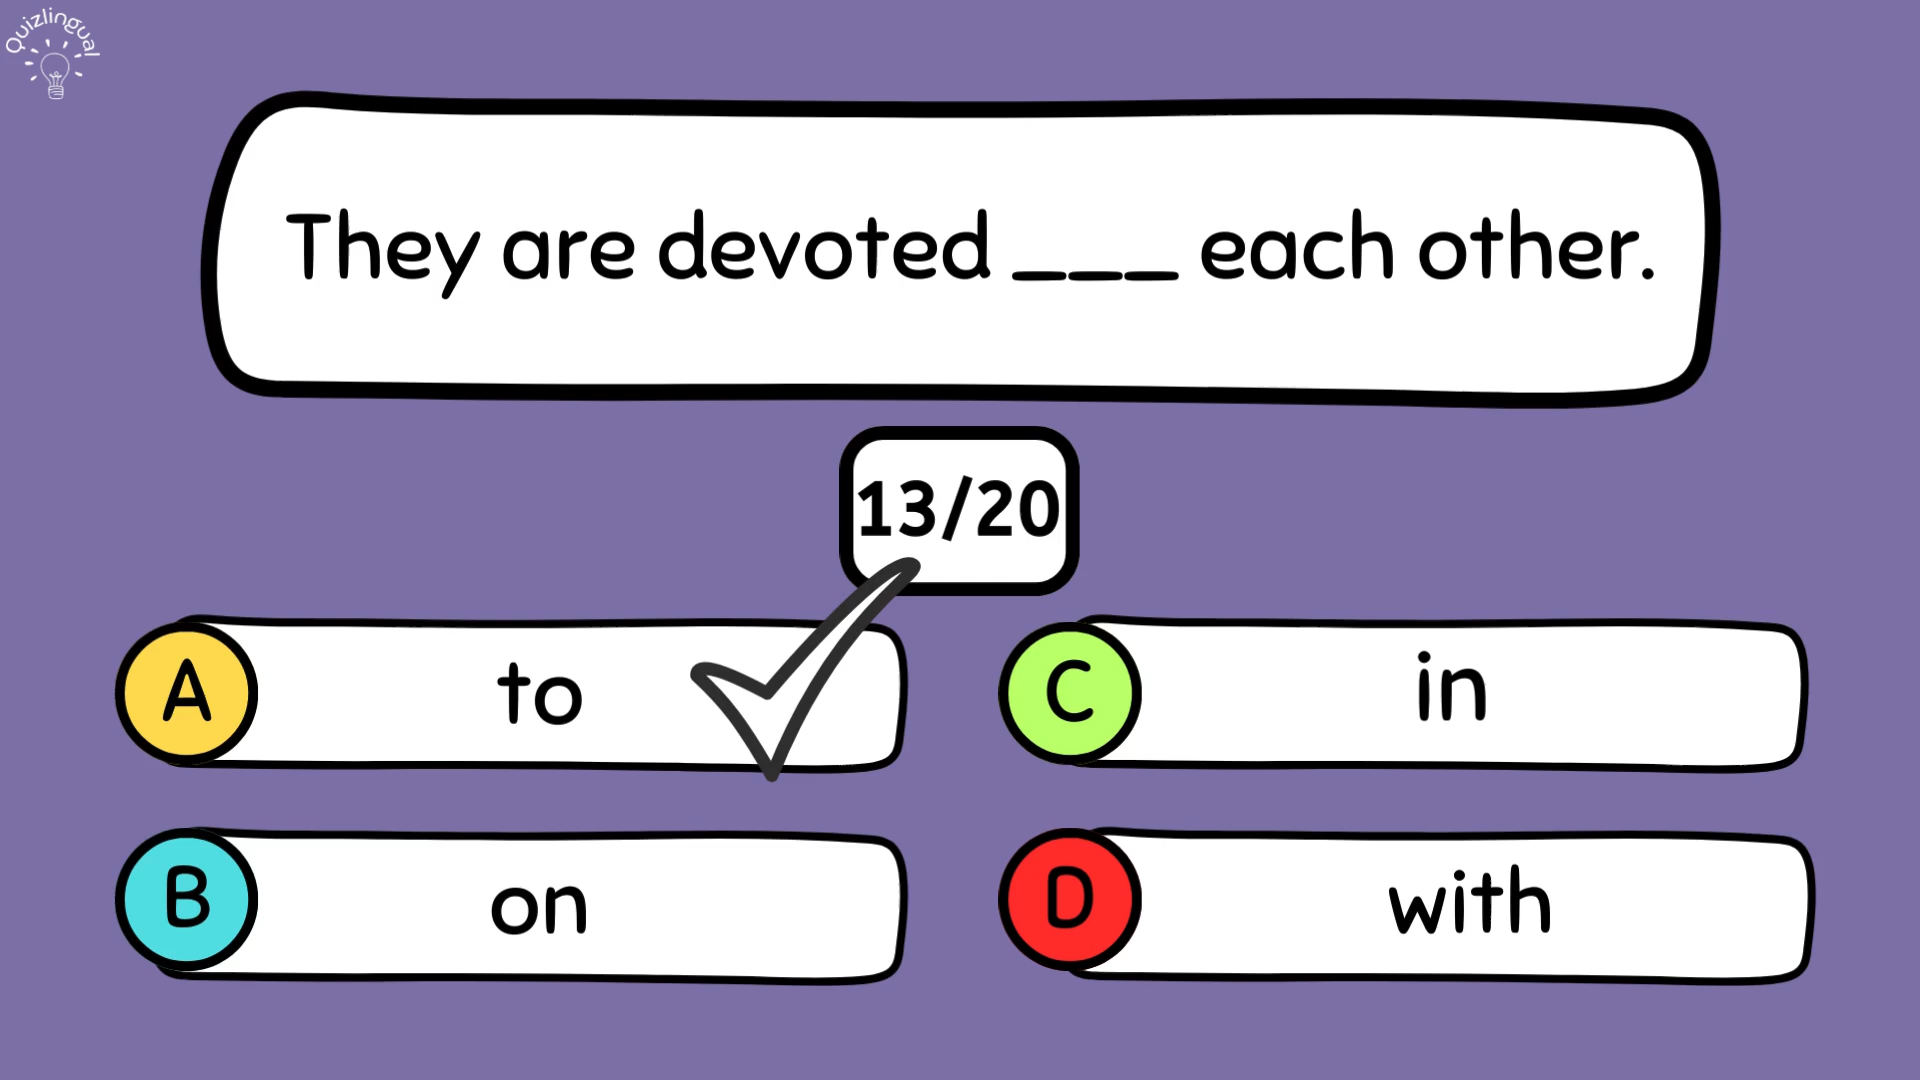 Quizlingual
They are devoted ___ each other.
13/20
A to
C in
B on
D with